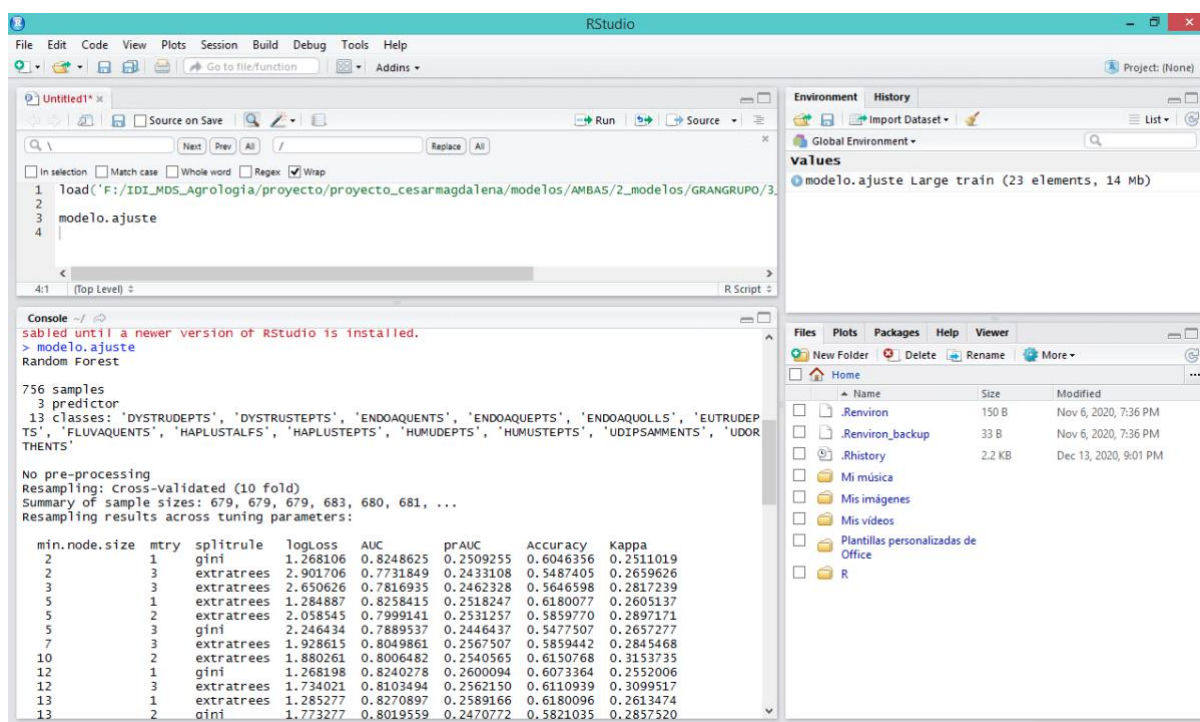 RStudio
File Edit Code View Plots Session Build Debug Tools Help
Go to file/function Addins
Project: (None)
Untitled1*
Source on Save Run Source
\ Next Prev All / Replace All
In selection Match case Whole word Regex Wrap
1 load('F:/IDI_MDS_Agrologia/proyecto/proyecto_cesarmagdalena/modelos/AMBAS/2_modelos/GRANGRUPO/3_
2
3 modelo.ajuste
4
4:1 (Top Level) R Script
Console ~/
sabled until a newer version of RStudio is installed.
> modelo.ajuste
Random Forest
756 samples
3 predictor
13 classes: 'DYSTRUDEPTS', 'DYSTRUSTEPTS', 'ENDOAQUENTS', 'ENDOAQUEPTS', 'ENDOAQUOLLS', 'EUTRUDEP
TS', 'FLUVAQUENTS', 'HAPLUSTALFS', 'HAPLUSTEPTS', 'HUMUDEPTS', 'HUMUSTEPTS', 'UDIPSAMMENTS', 'UDOR
THENTS'
No pre-processing
Resampling: Cross-Validated (10 fold)
Summary of sample sizes: 679, 679, 679, 683, 680, 681, ...
Resampling results across tuning parameters:
min.node.size mtry splitrule logLoss AUC prAUC Accuracy Kappa
2 1 gini 1.268106 0.8248625 0.2509255 0.6046356 0.2511019
2 3 extratrees 2.901706 0.7731849 0.2433108 0.5487405 0.2659626
3 3 extratrees 2.650626 0.7816935 0.2462328 0.5646598 0.2817239
5 1 extratrees 1.284887 0.8258415 0.2518247 0.6180077 0.2605137
5 2 extratrees 2.058545 0.7999141 0.2531257 0.5859770 0.2897171
5 3 gini 2.246434 0.7889537 0.2446437 0.5477507 0.2657277
7 3 extratrees 1.928615 0.8049861 0.2567507 0.5859442 0.2845468
10 2 extratrees 1.880261 0.8006482 0.2540565 0.6150768 0.3153735
12 1 gini 1.268198 0.8240278 0.2600094 0.6073364 0.2552006
12 3 extratrees 1.734021 0.8103494 0.2562150 0.6110939 0.3099517
13 1 extratrees 1.285277 0.8270897 0.2589166 0.6180096 0.2613474
13 2 gini 1.773277 0.8019559 0.2470772 0.5821035 0.2857520
Environment History
Import Dataset List
Global Environment
Values
modelo.ajuste Large train (23 elements, 14 Mb)
Files Plots Packages Help Viewer
New Folder Delete Rename More
Home
Name Size Modified
.Renviron 150 B Nov 6, 2020, 7:36 PM
.Renviron_backup 33 B Nov 6, 2020, 7:36 PM
.Rhistory 2.2 KB Dec 13, 2020, 9:01 PM
Mi música
Mis imágenes
Mis vídeos
Plantillas personalizadas de
Office
R